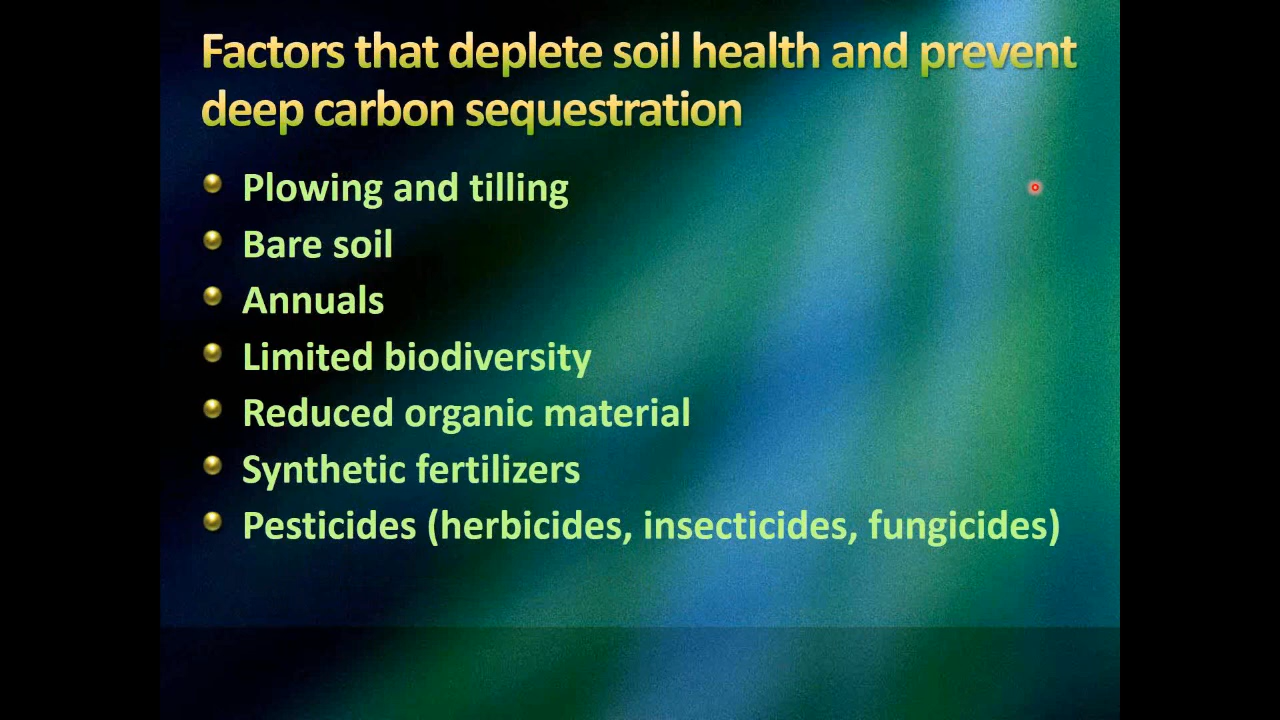 Factors that deplete soil health and prevent
deep carbon sequestration
Plowing and tilling
Bare soil
Annuals
Limited biodiversity
Reduced organic material
Synthetic fertilizers
Pesticides (herbicides, insecticides, fungicides)